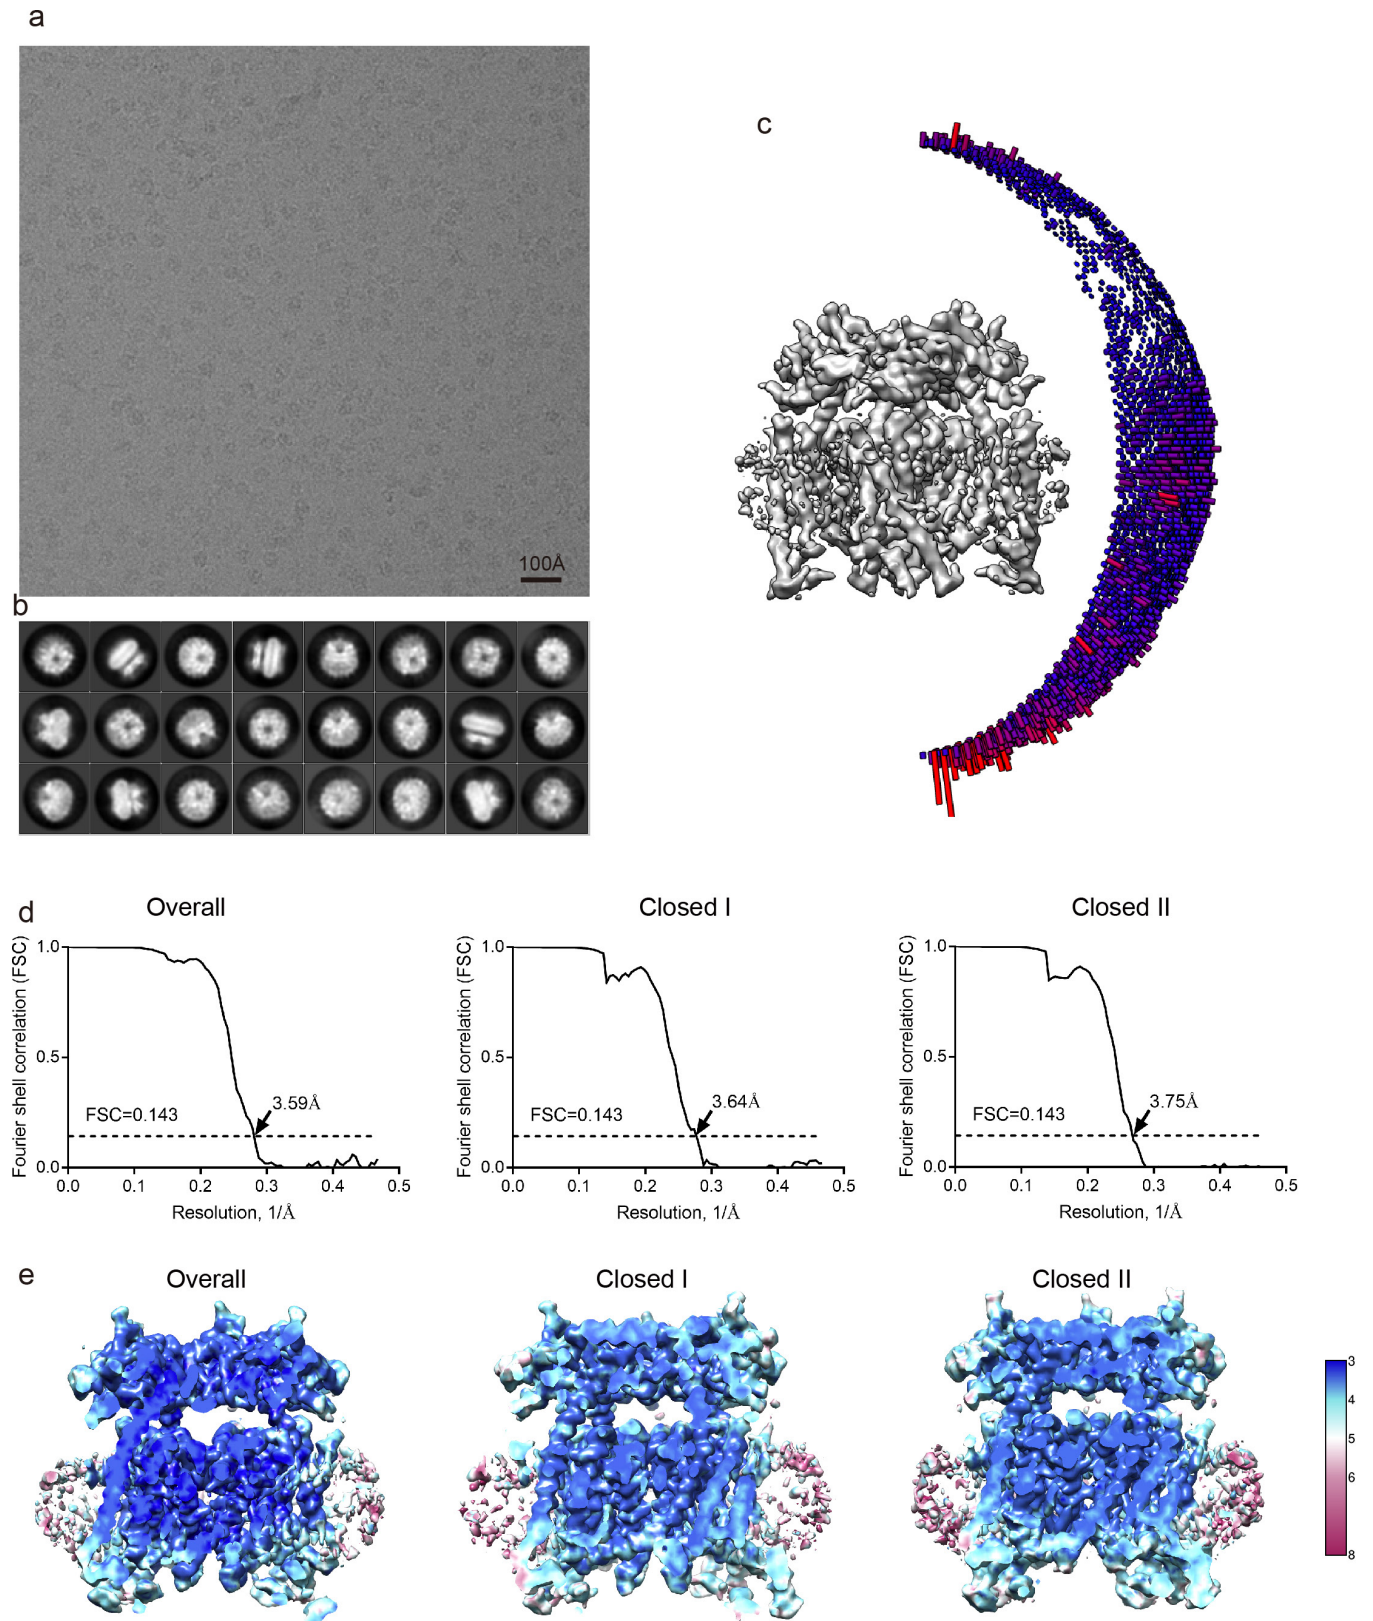 a
100Å
b
c
d
Overall
Closed I
Closed II
Fourier shell correlation (FSC)
1.0
0.5
0.0
FSC=0.143
3.59Å
0.0 0.1 0.2 0.3 0.4 0.5
Resolution, 1/Å
Fourier shell correlation (FSC)
1.0
0.5
0.0
FSC=0.143
3.64Å
0.0 0.1 0.2 0.3 0.4 0.5
Resolution, 1/Å
Fourier shell correlation (FSC)
1.0
0.5
0.0
FSC=0.143
3.75Å
0.0 0.1 0.2 0.3 0.4 0.5
Resolution, 1/Å
e
Overall
Closed I
Closed II
3
4
5
6
8